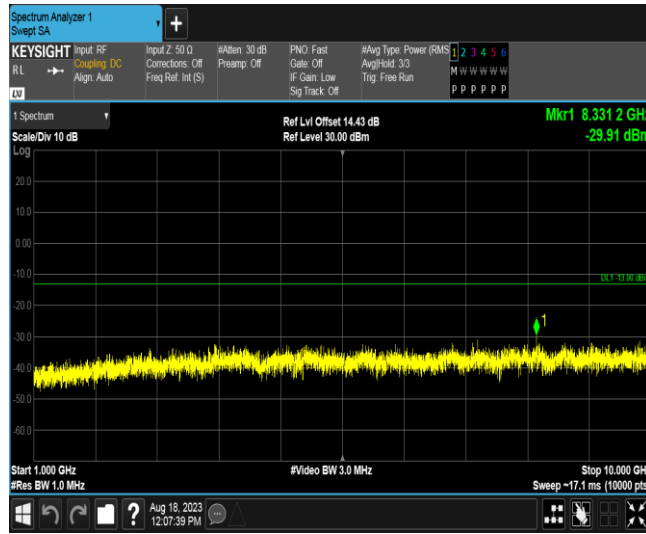 Spectrum Analyzer 1
Swept SA
+
KEYSIGHT Input: RF Input Z: 50 Ω #Atten: 30 dB PNO: Fast #Avg Type: Power (RMS 1 2 3 4 5 6
RL Coupling: DC Corrections: Off Preamp: Off Gate: Off Avg|Hold: 3/3 M W W W W W
Align: Auto Freq Ref: Int (S) IF Gain: Low Trig: Free Run
Sig Track: Off P P P P P P
LXI
1 Spectrum Ref Lvl Offset 14.43 dB Mkr1 8.331 2 GHz
Scale/Div 10 dB Ref Level 30.00 dBm -29.91 dBm
Log
20.0
10.0
0.00
-10.0
DL1 -13.00 dBm
-20.0
1
-30.0
-40.0
-50.0
-60.0
Start 1.000 GHz #Video BW 3.0 MHz Stop 10.000 GH
#Res BW 1.0 MHz Sweep ~17.1 ms (10000 pts
? Aug 18, 2023
12:07:39 PM